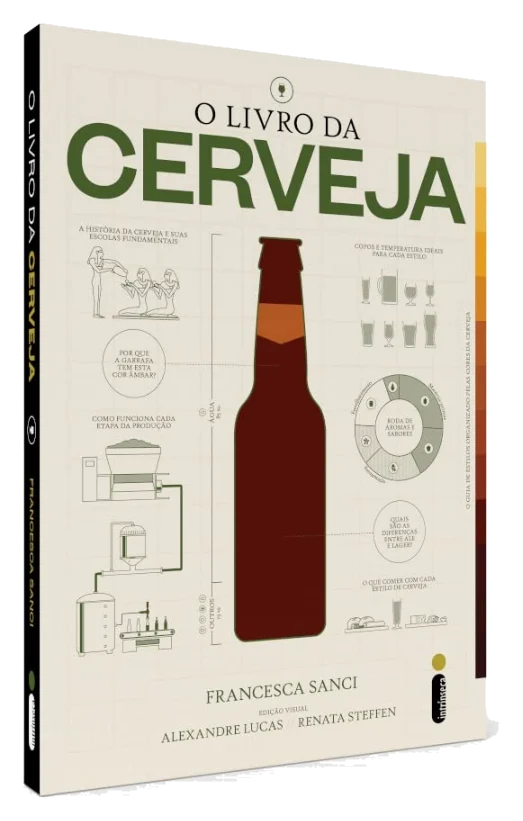 O LIVRO DA
CERVEJA
A HISTÓRIA DA CERVEJA E SUAS
ESCOLAS FUNDAMENTAIS
COPOS E TEMPERATURA IDEAIS
PARA CADA ESTILO
POR QUE
A GARRAFA
TEM ESTA
COR ÂMBAR?
COMO FUNCIONA CADA
ETAPA DA PRODUÇÃO
ÁGUA
RODA DE
AROMAS E
SABORES
O GUIA DE ESTILOS ORGANIZADO PELAS CORES DA CERVEJA
QUAIS
SÃO AS
DIFERENÇAS
ENTRE ALE
E LAGER?
O QUE COMER COM CADA
ESTILO DE CERVEJA
OUTROS
FRANCESCA SANCI
EDIÇÃO VISUAL
ALEXANDRE LUCAS RENATA STEFFEN
intrínseca
O LIVRO DA CERVEJA
FRANCESCA SANCI
intrínseca